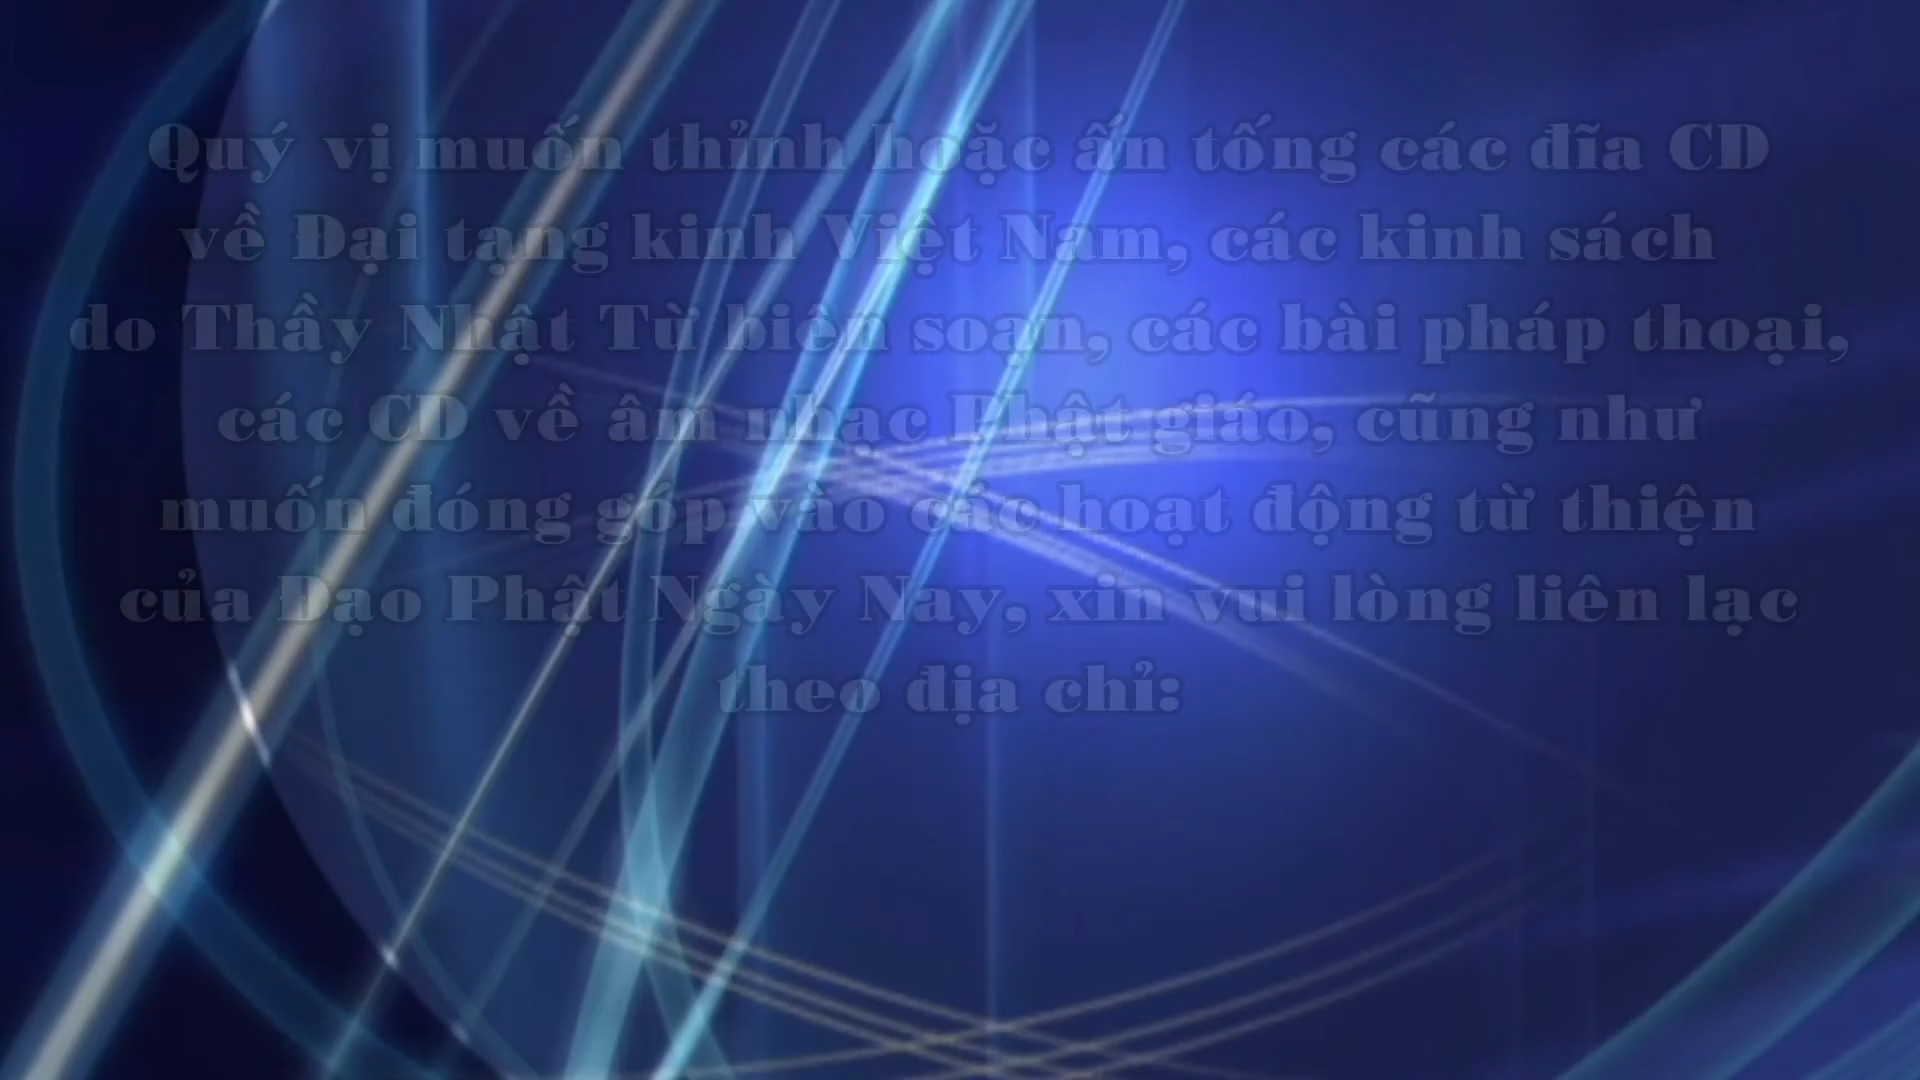 Quý vị muốn thỉnh hoặc ấn tống các đĩa CD
về Đại tạng kinh Việt Nam, các kinh sách
do Thầy Nhật Từ biên soạn, các bài pháp thoại,
các CD về âm nhạc Phật giáo, cũng như
muốn đóng góp vào các hoạt động từ thiện
của Đạo Phật Ngày Nay, xin vui lòng liên lạc
theo địa chỉ: